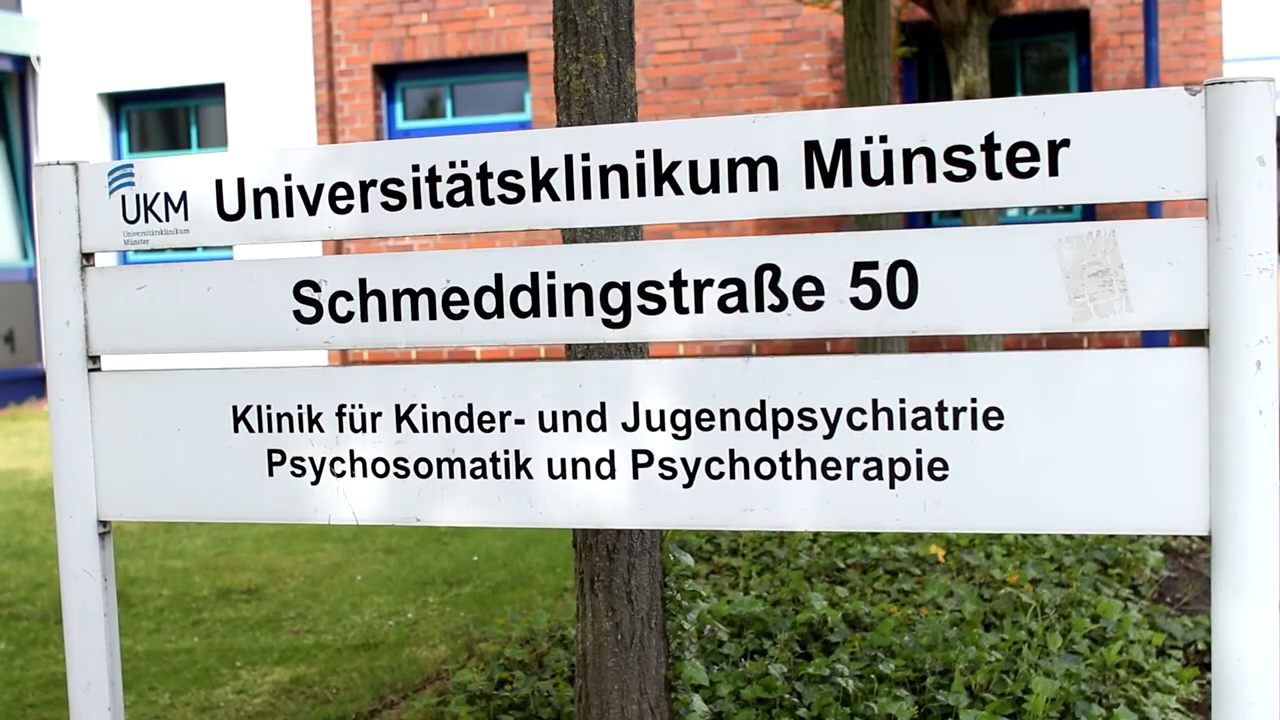 Universitätsklinikum Münster
UKM
Universitätsklinikum
Münster
Schmeddingstraße 50
Klinik für Kinder- und Jugendpsychiatrie
Psychosomatik und Psychotherapie